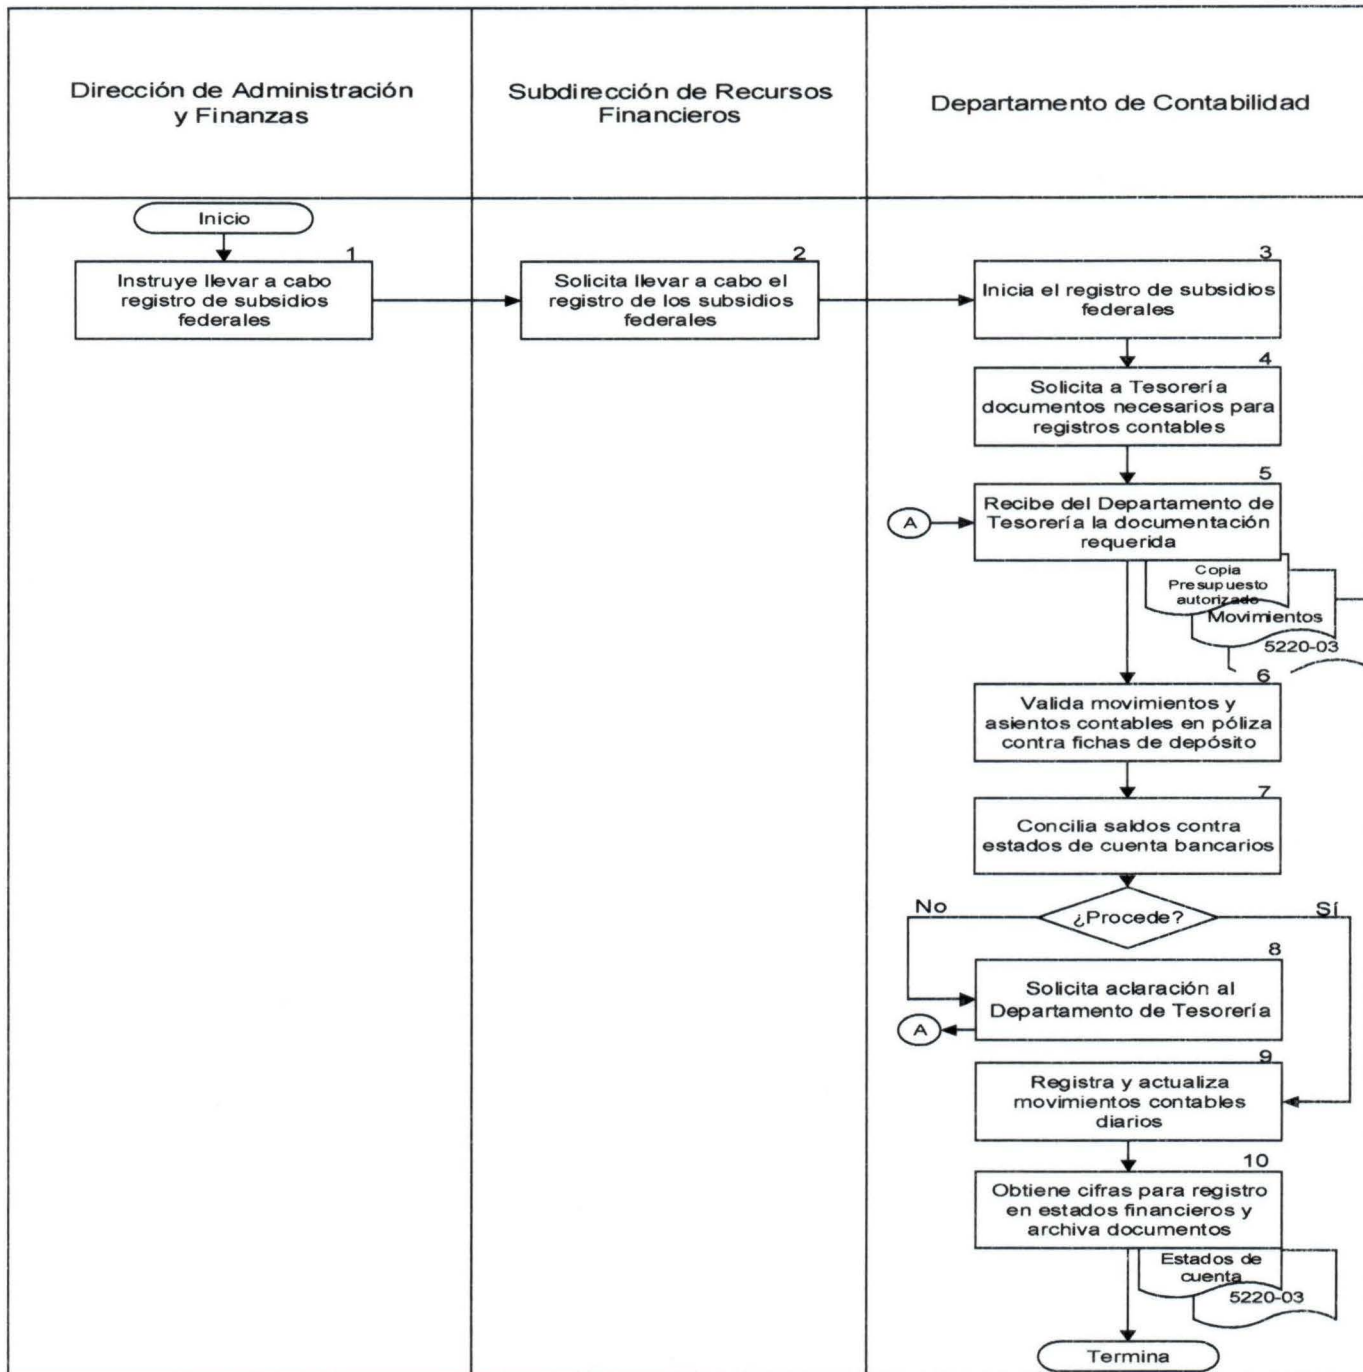 Dirección de Administración
y Finanzas
Subdirección de Recursos
Financieros
Departamento de Contabilidad
Inicio
1
Instruye llevar a cabo
registro de subsidios
federales
2
Solicita llevar a cabo el
registro de los subsidios
federales
3
Inicia el registro de subsidios
federales
4
Solicita a Tesorería
documentos necesarios para
registros contables
5
Recibe del Departamento de
Tesorería la documentación
requerida
A
Copia
Presupuesto
autorizado
Movimientos
5220-03
6
Valida movimientos y
asientos contables en póliza
contra fichas de depósito
7
Concilia saldos contra
estados de cuenta bancarios
¿Procede?
No
Sí
8
Solicita aclaración al
Departamento de Tesorería
A
9
Registra y actualiza
movimientos contables
diarios
10
Obtiene cifras para registro
en estados financieros y
archiva documentos
Estados de
cuenta
5220-03
Termina